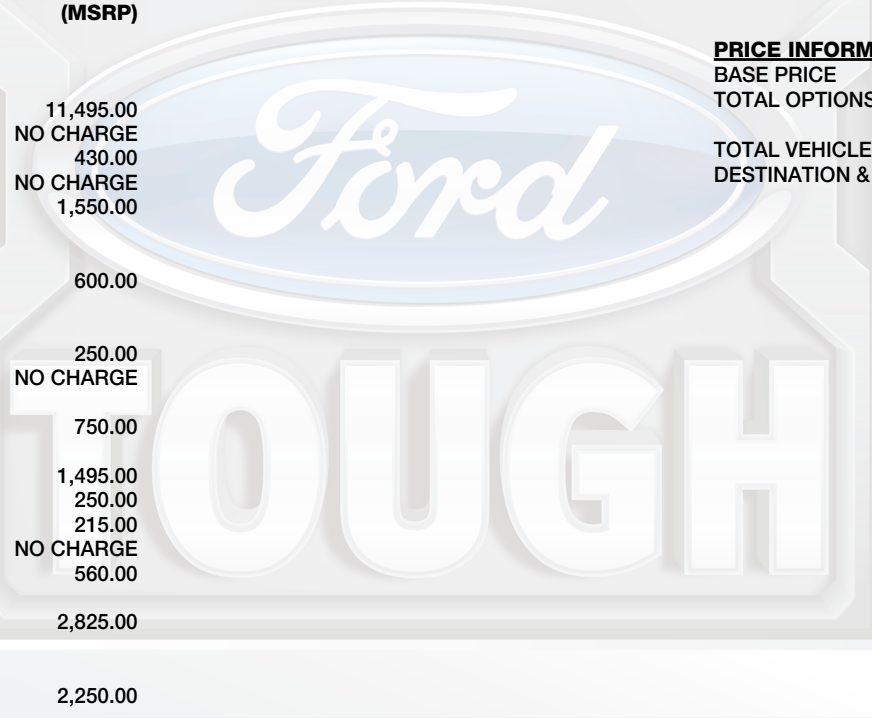 (MSRP)
11,495.00
NO CHARGE
430.00
NO CHARGE
1,550.00
600.00
250.00
NO CHARGE
750.00
1,495.00
250.00
215.00
NO CHARGE
560.00
2,825.00
2,250.00
PRICE INFORM
BASE PRICE
TOTAL OPTIONS
TOTAL VEHICLE
DESTINATION &
Ford
TOUGH